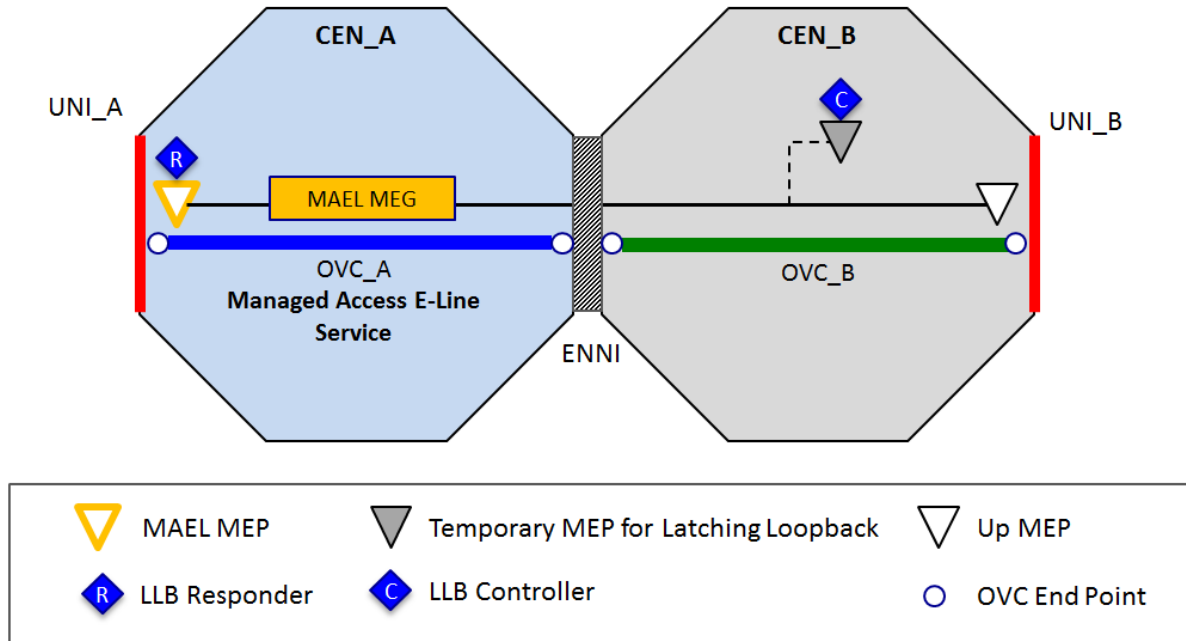 CEN_A
CEN_B
UNI_A
UNI_B
C
R
MAEL MEG
OVC_A
OVC_B
Managed Access E-Line
Service
ENNI
MAEL MEP
Temporary MEP for Latching Loopback
Up MEP
R
LLB Responder
C
LLB Controller
OVC End Point